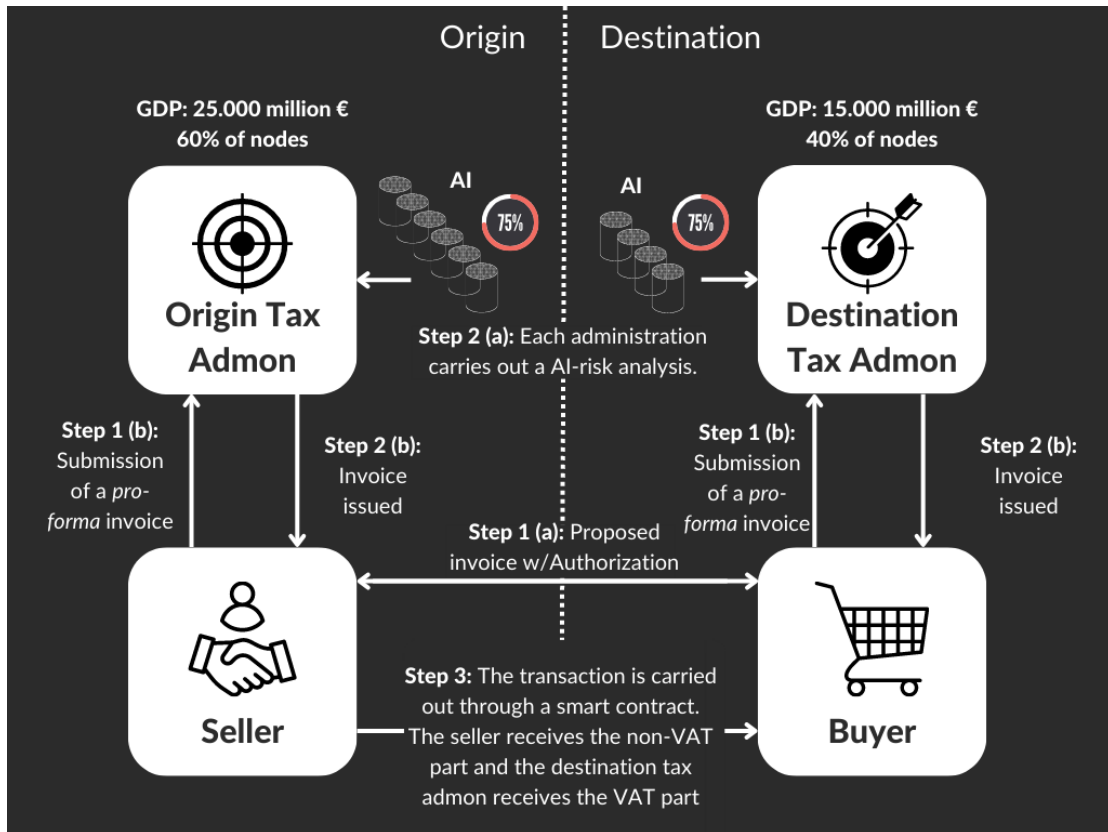 Origin
Destination
GDP: 25.000 million €
60% of nodes
GDP: 15.000 million €
40% of nodes
AI
75%
AI
75%
Origin Tax
Admon
Destination
Tax Admon
Step 2 (a): Each administration
carries out a AI-risk analysis.
Step 1 (b):
Submission
of a pro-
forma invoice
Step 2 (b):
Invoice
issued
Step 1 (b):
Submission
of a pro-
forma invoice
Step 2 (b):
Invoice
issued
Step 1 (a): Proposed
invoice w/Authorization
Seller
Step 3: The transaction is carried
out through a smart contract.
The seller receives the non-VAT
part and the destination tax
admon receives the VAT part
Buyer